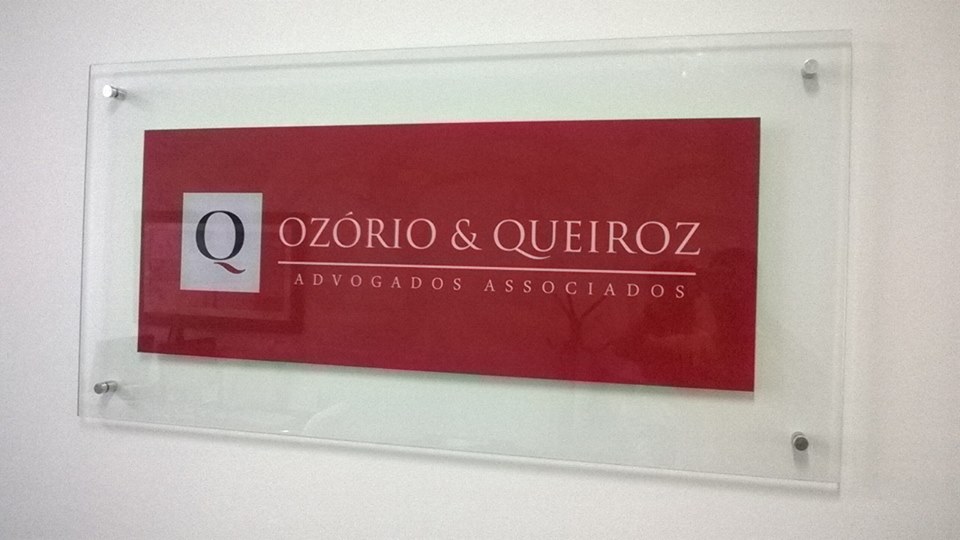 Q
OZÓRIO & QUEIROZ
ADVOGADOS ASSOCIADOS